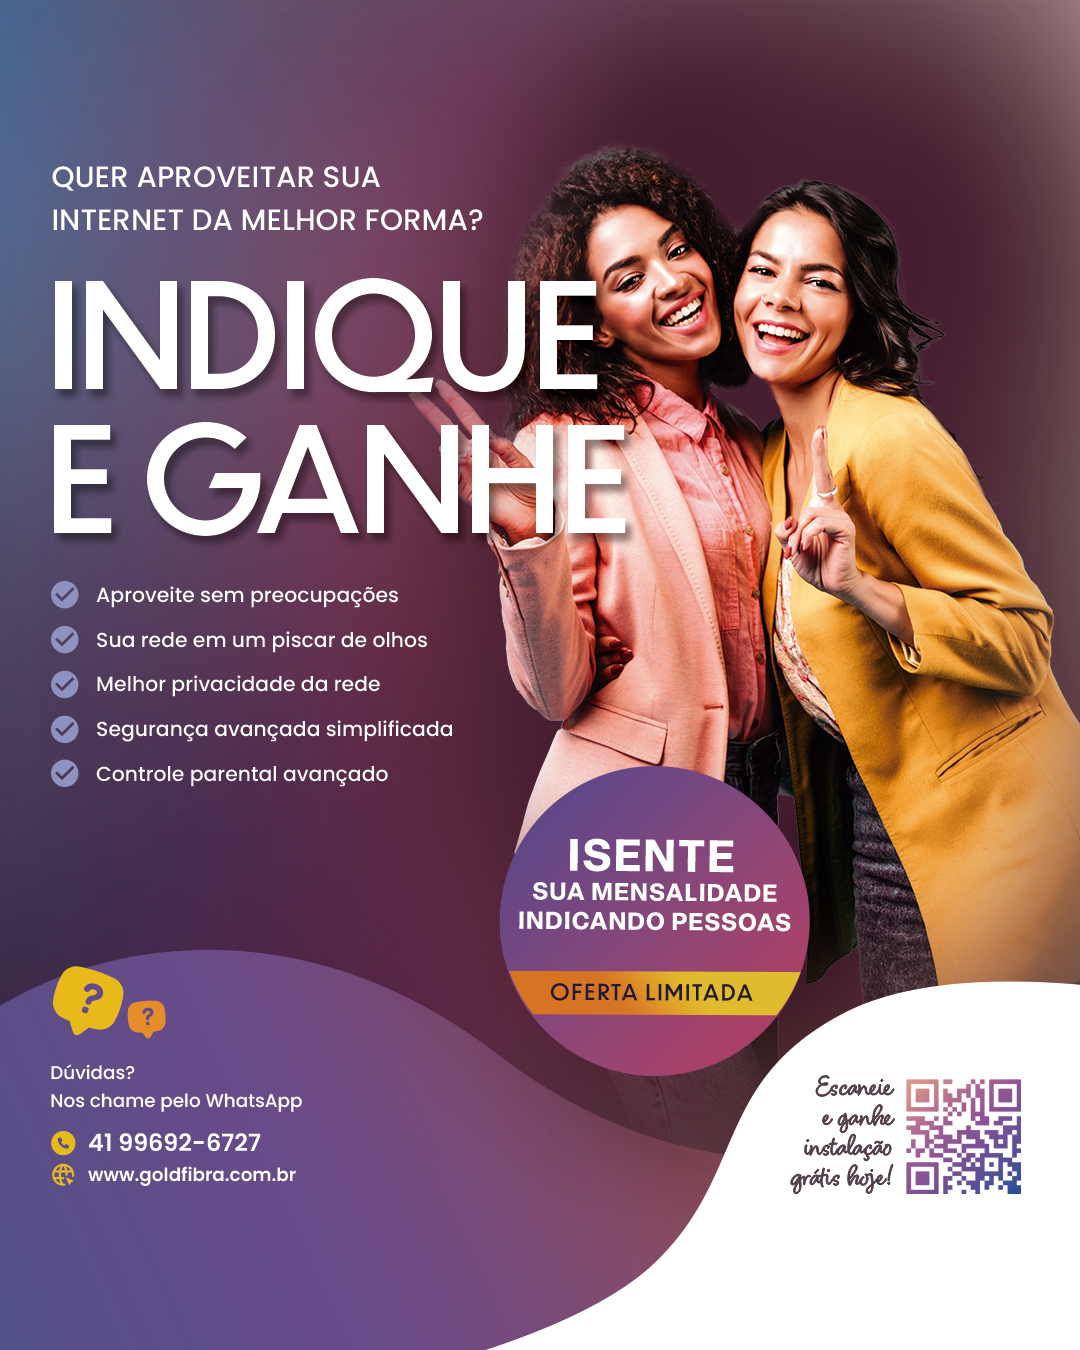 QUER APROVEITAR SUA
INTERNET DA MELHOR FORMA?
INDIQUE
E GANHE
Aproveite sem preocupações
Sua rede em um piscar de olhos
Melhor privacidade da rede
Segurança avançada simplificada
Controle parental avançado
ISENTE
SUA MENSALIDADE
INDICANDO PESSOAS
OFERTA LIMITADA
? ?
Dúvidas?
Nos chame pelo WhatsApp
41 99692-6727
www.goldfibra.com.br
Escaneie
e ganhe
instalação
grátis hoje!